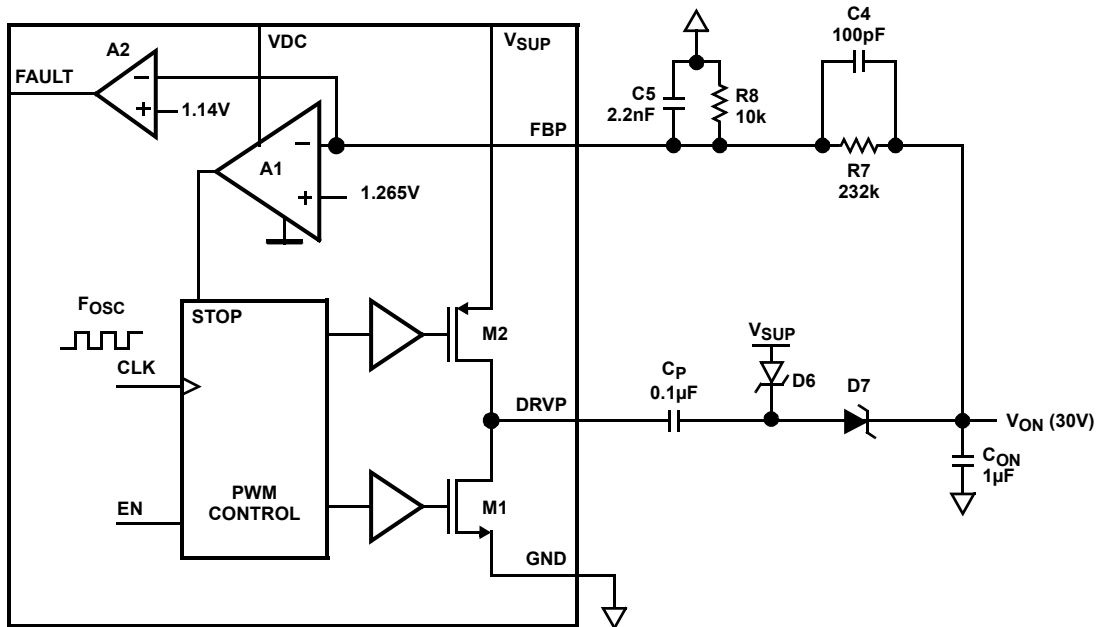 A2
VDC
VSUP
C4
100pF
FAULT
–
+
1.14V
C5
2.2nF
R8
10k
FBP
–
A1
+
1.265V
R7
232k
FOSC
STOP
CLK
M2
VSUP
D6
CP
0.1µF
D7
DRVP
VON (30V)
CON
1µF
EN
PWM
CONTROL
M1
GND